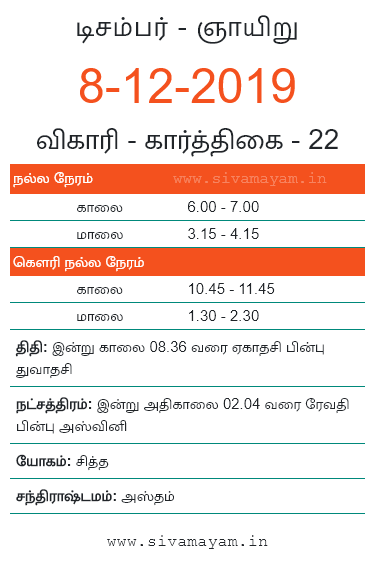 டிசம்பர் - ஞாயிறு
8-12-2019
விகாரி - கார்த்திகை - 22
நல்ல நேரம் www.sivamayam.in
காலை 6.00 - 7.00
மாலை 3.15 - 4.15
கௌரி நல்ல நேரம்
காலை 10.45 - 11.45
மாலை 1.30 - 2.30
திதி: இன்று காலை 08.36 வரை ஏகாதசி பின்பு
துவாதசி
நட்சத்திரம்: இன்று அதிகாலை 02.04 வரை ரேவதி
பின்பு அஸ்வினி
யோகம்: சித்த
சந்திராஷ்டமம்: அஸ்தம்
www.sivamayam.in